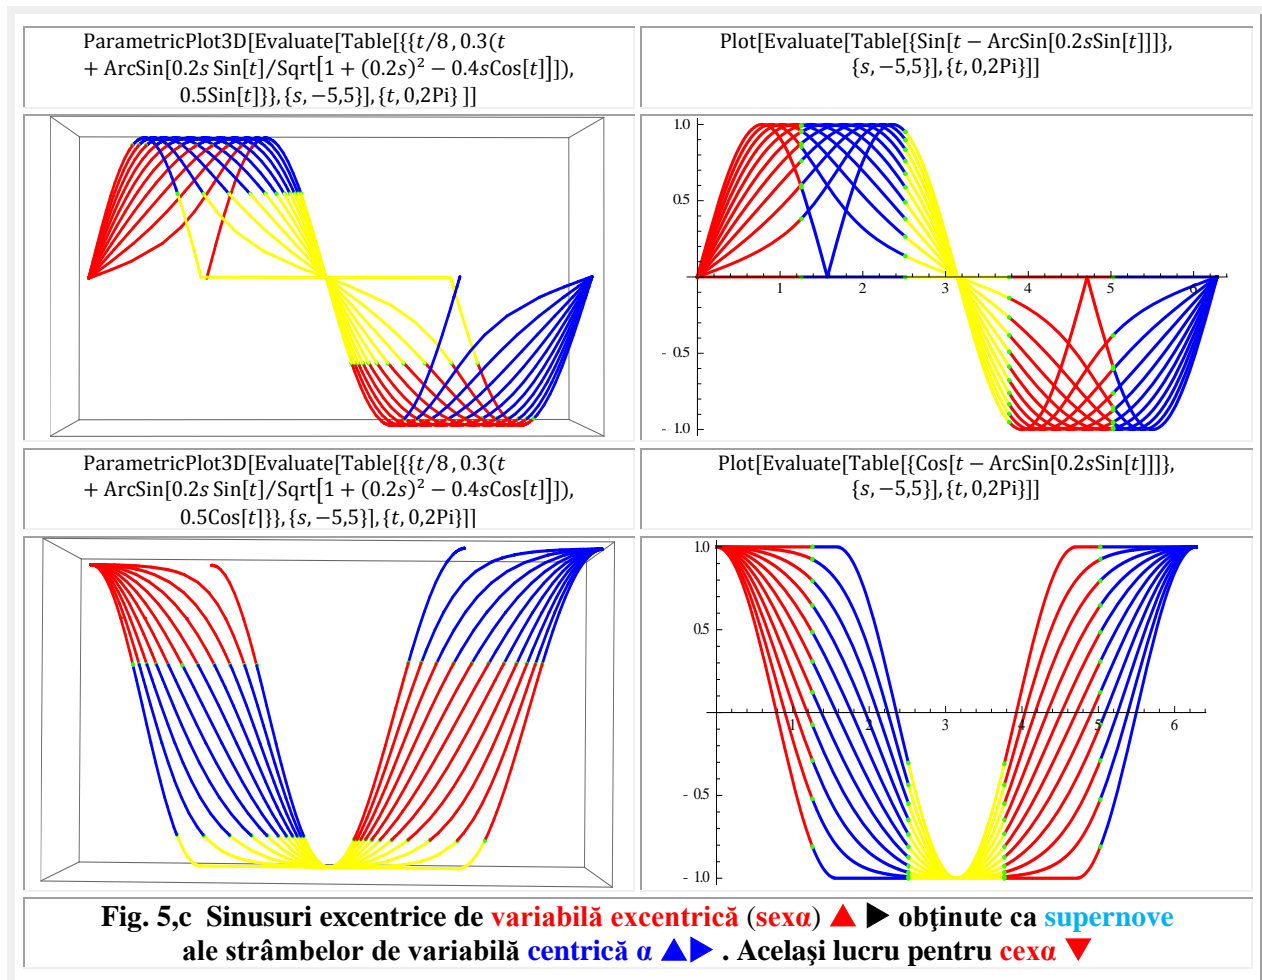 ParametricPlot3D[Evaluate[Table[{{t/8 , 0.3(t
+ ArcSin[0.2s Sin[t]/Sqrt[1 + (0.2s)² − 0.4sCos[t]]]),
0.5Sin[t]}}, {s, −5,5}], {t, 0,2Pi} ]]
Plot[Evaluate[Table[{Sin[t − ArcSin[0.2sSin[t]]]},
{s, −5,5}], {t, 0,2Pi}]]
1.0
0.5
1 2 3 4 5 6
- 0.5
- 1.0
ParametricPlot3D[Evaluate[Table[{{t/8 , 0.3(t
+ ArcSin[0.2s Sin[t]/Sqrt[1 + (0.2s)² − 0.4sCos[t]]]),
0.5Cos[t]}}, {s, −5,5}], {t, 0,2Pi}]]
Plot[Evaluate[Table[{Cos[t − ArcSin[0.2sSin[t]]]},
{s, −5,5}], {t, 0,2Pi}]]
1.0
0.5
1 2 3 4 5 6
- 0.5
- 1.0
Fig. 5,c Sinusuri excentrice de variabilă excentrică (sexα) ▲ ► obţinute ca supernove
ale strâmbelor de variabilă centrică α ▲► . Acelaşi lucru pentru cexα ▼